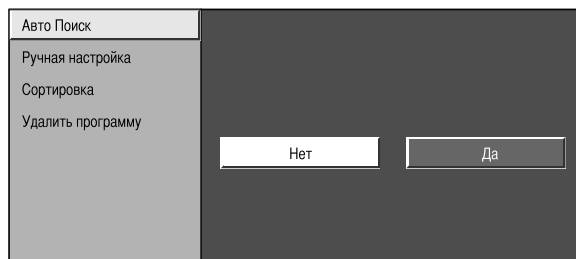 Авто Поиск
Ручная настройка
Сортировка
Удалить программу
Нет
Да